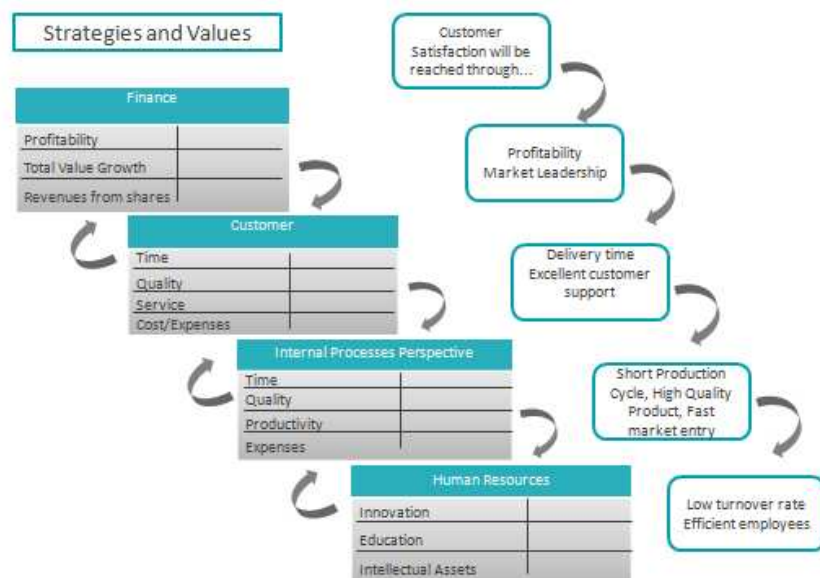 Strategies and Values
Customer
Satisfaction will be
reached through...
Finance
Profitability
Total Value Growth
Revenues from shares
Profitability
Market Leadership
Customer
Time
Quality
Service
Cost/Expenses
Delivery time
Excellent customer
support
Internal Processes Perspective
Time
Quality
Productivity
Expenses
Short Production
Cycle, High Quality
Product, Fast
market entry
Human Resources
Innovation
Education
Intellectual Assets
Low turnover rate
Efficient employees